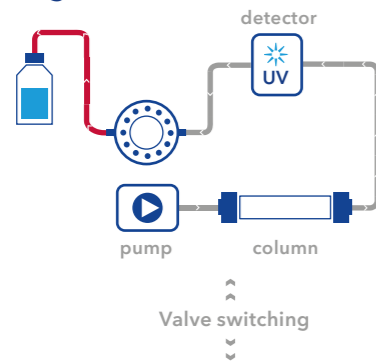 detector
UV
pump
column
Valve switching